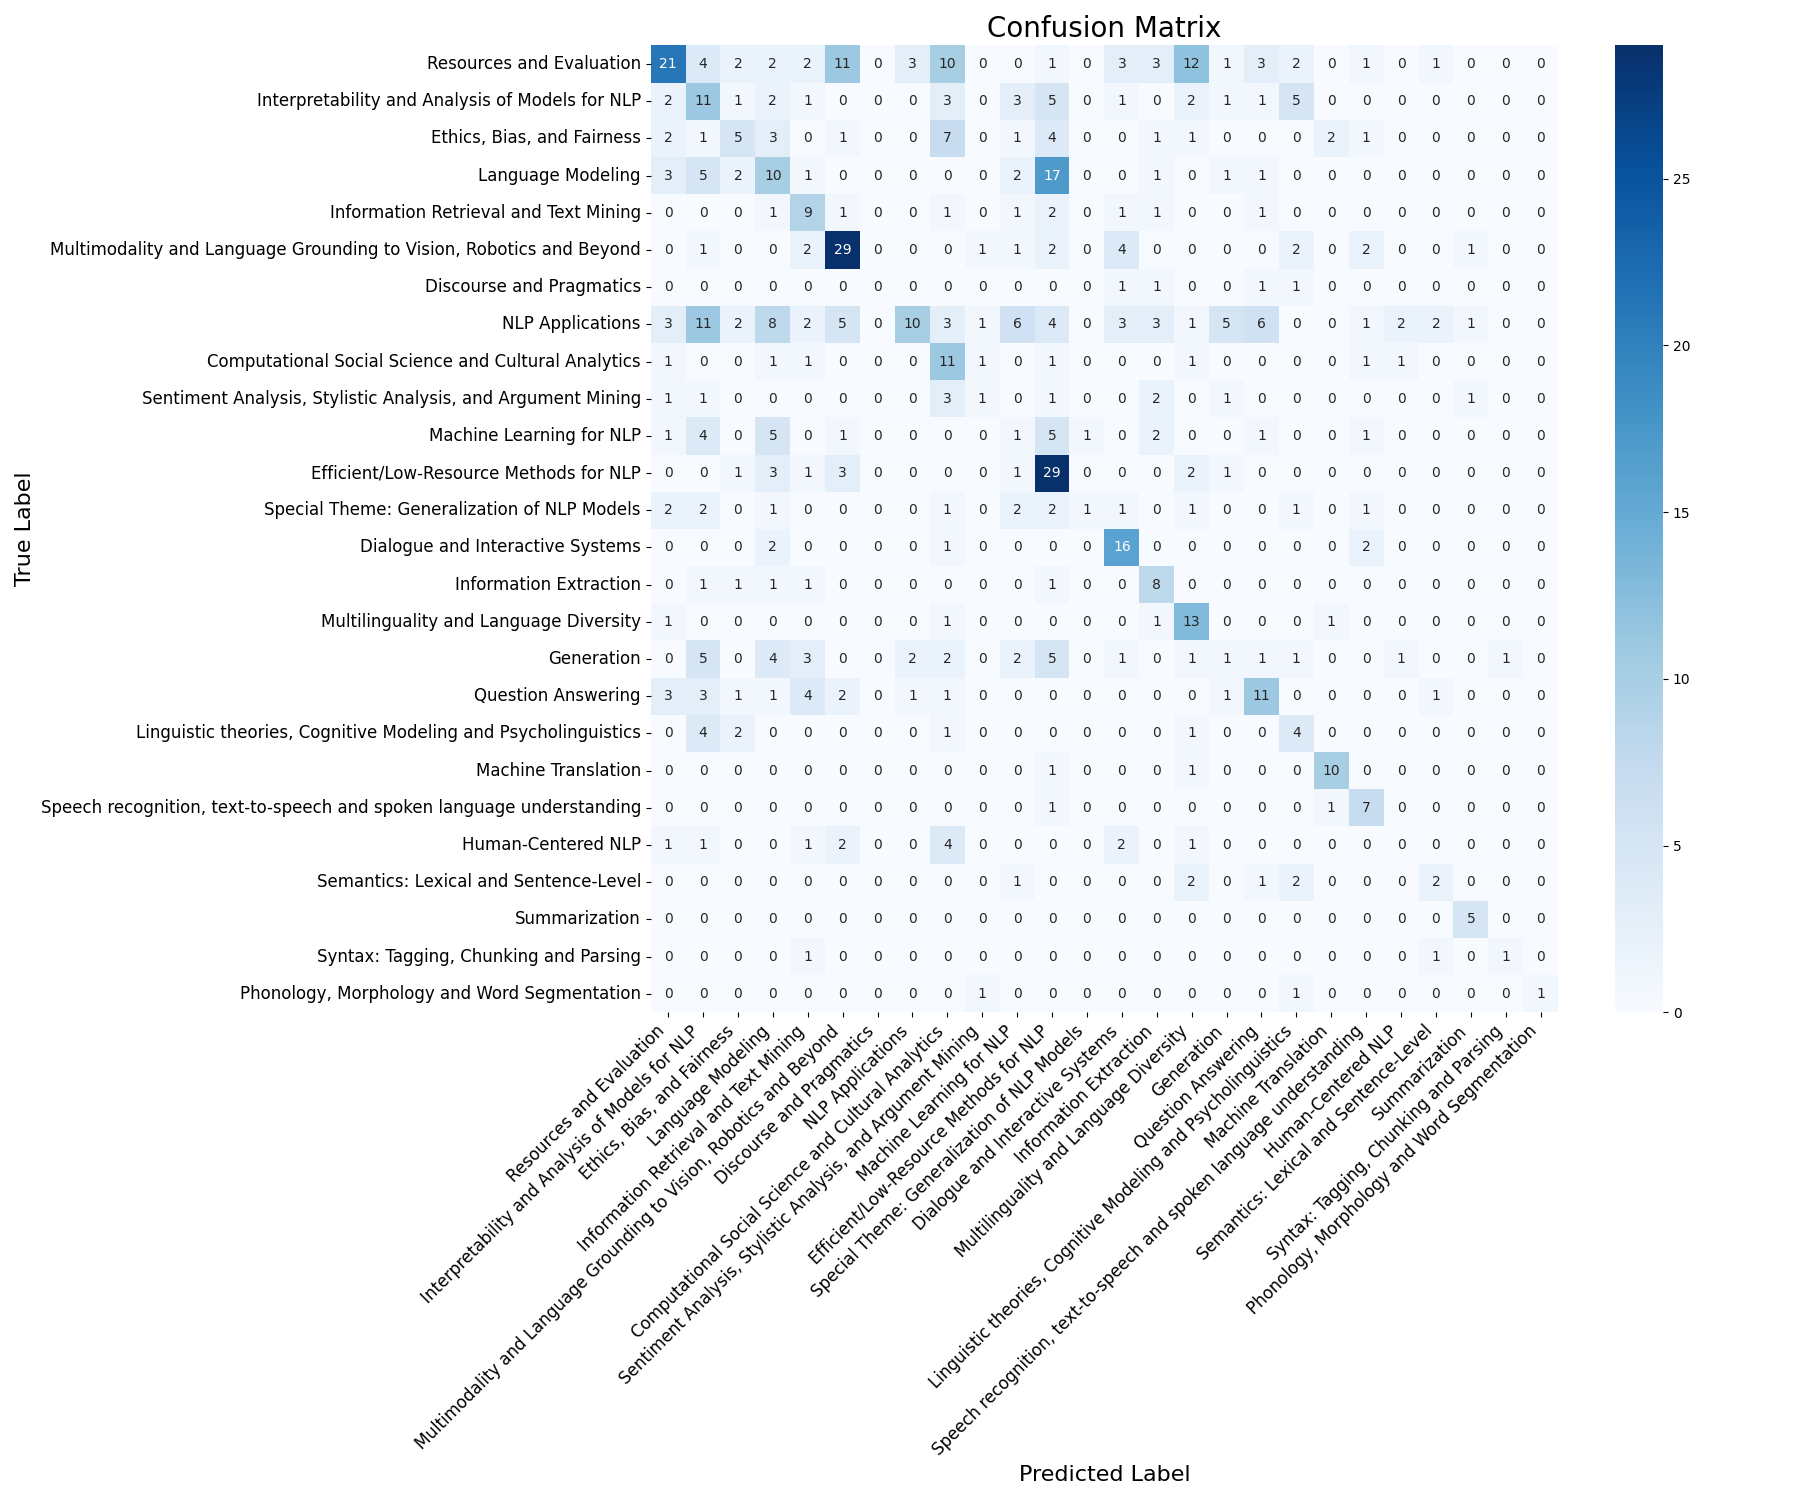 Confusion Matrix
Resources and Evaluation 21 4 2 2 2 11 0 3 10 0 0 1 0 3 3 12 1 3 2 0 1 0 1 0 0 0
Interpretability and Analysis of Models for NLP 2 11 1 2 1 0 0 0 3 0 3 5 0 1 0 2 1 1 5 0 0 0 0 0 0 0
Ethics, Bias, and Fairness 2 1 5 3 0 1 0 0 7 0 1 4 0 0 1 1 0 0 0 2 1 0 0 0 0 0
Language Modeling 3 5 2 10 1 0 0 0 0 0 2 17 0 0 1 0 1 1 0 0 0 0 0 0 0 0
Information Retrieval and Text Mining 0 0 0 1 9 1 0 0 1 0 1 2 0 1 1 0 0 1 0 0 0 0 0 0 0 0
Multimodality and Language Grounding to Vision, Robotics and Beyond 0 1 0 0 2 29 0 0 0 1 1 2 0 4 0 0 0 0 2 0 2 0 0 1 0 0
Discourse and Pragmatics 0 0 0 0 0 0 0 0 0 0 0 0 0 1 1 0 0 1 1 0 0 0 0 0 0 0
NLP Applications 3 11 2 8 2 5 0 10 3 1 6 4 0 3 3 1 5 6 0 0 1 2 2 1 0 0
Computational Social Science and Cultural Analytics 1 0 0 1 1 0 0 0 11 1 0 1 0 0 0 1 0 0 0 0 1 1 0 0 0 0
Sentiment Analysis, Stylistic Analysis, and Argument Mining 1 1 0 0 0 0 0 0 3 1 0 1 0 0 2 0 1 0 0 0 0 0 0 1 0 0
Machine Learning for NLP 1 4 0 5 0 1 0 0 0 0 1 5 1 0 2 0 0 1 0 0 1 0 0 0 0 0
Efficient/Low-Resource Methods for NLP 0 0 1 3 1 3 0 0 0 0 1 29 0 0 0 2 1 0 0 0 0 0 0 0 0 0
Special Theme: Generalization of NLP Models 2 2 0 1 0 0 0 0 1 0 2 2 1 1 0 1 0 0 1 0 1 0 0 0 0 0
Dialogue and Interactive Systems 0 0 0 2 0 0 0 0 1 0 0 0 0 16 0 0 0 0 0 0 2 0 0 0 0 0
Information Extraction 0 1 1 1 1 0 0 0 0 0 0 1 0 0 8 0 0 0 0 0 0 0 0 0 0 0
Multilinguality and Language Diversity 1 0 0 0 0 0 0 0 1 0 0 0 0 0 1 13 0 0 0 1 0 0 0 0 0 0
Generation 0 5 0 4 3 0 0 2 2 0 2 5 0 1 0 1 1 1 1 0 0 1 0 0 1 0
Question Answering 3 3 1 1 4 2 0 1 1 0 0 0 0 0 0 0 1 11 0 0 0 0 1 0 0 0
Linguistic theories, Cognitive Modeling and Psycholinguistics 0 4 2 0 0 0 0 0 1 0 0 0 0 0 0 1 0 0 4 0 0 0 0 0 0 0
Machine Translation 0 0 0 0 0 0 0 0 0 0 0 1 0 0 0 1 0 0 0 10 0 0 0 0 0 0
Speech recognition, text-to-speech and spoken language understanding 0 0 0 0 0 0 0 0 0 0 0 1 0 0 0 0 0 0 0 1 7 0 0 0 0 0
Human-Centered NLP 1 1 0 0 1 2 0 0 4 0 0 0 0 2 0 1 0 0 0 0 0 0 0 0 0 0
Semantics: Lexical and Sentence-Level 0 0 0 0 0 0 0 0 0 0 1 0 0 0 0 2 0 1 2 0 0 0 2 0 0 0
Summarization 0 0 0 0 0 0 0 0 0 0 0 0 0 0 0 0 0 0 0 0 0 0 0 5 0 0
Syntax: Tagging, Chunking and Parsing 0 0 0 0 1 0 0 0 0 0 0 0 0 0 0 0 0 0 0 0 0 0 1 0 1 0
Phonology, Morphology and Word Segmentation 0 0 0 0 0 0 0 0 0 1 0 0 0 0 0 0 0 0 1 0 0 0 0 0 0 1
True Label
Resources and Evaluation
Interpretability and Analysis of Models for NLP
Ethics, Bias, and Fairness
Language Modeling
Information Retrieval and Text Mining
Multimodality and Language Grounding to Vision, Robotics and Beyond
Discourse and Pragmatics
NLP Applications
Computational Social Science and Cultural Analytics
Sentiment Analysis, Stylistic Analysis, and Argument Mining
Machine Learning for NLP
Efficient/Low-Resource Methods for NLP
Special Theme: Generalization of NLP Models
Dialogue and Interactive Systems
Information Extraction
Multilinguality and Language Diversity
Generation
Question Answering
Linguistic theories, Cognitive Modeling and Psycholinguistics
Machine Translation
Speech recognition, text-to-speech and spoken language understanding
Human-Centered NLP
Semantics: Lexical and Sentence-Level
Summarization
Syntax: Tagging, Chunking and Parsing
Phonology, Morphology and Word Segmentation
Predicted Label
25
20
15
10
5
0